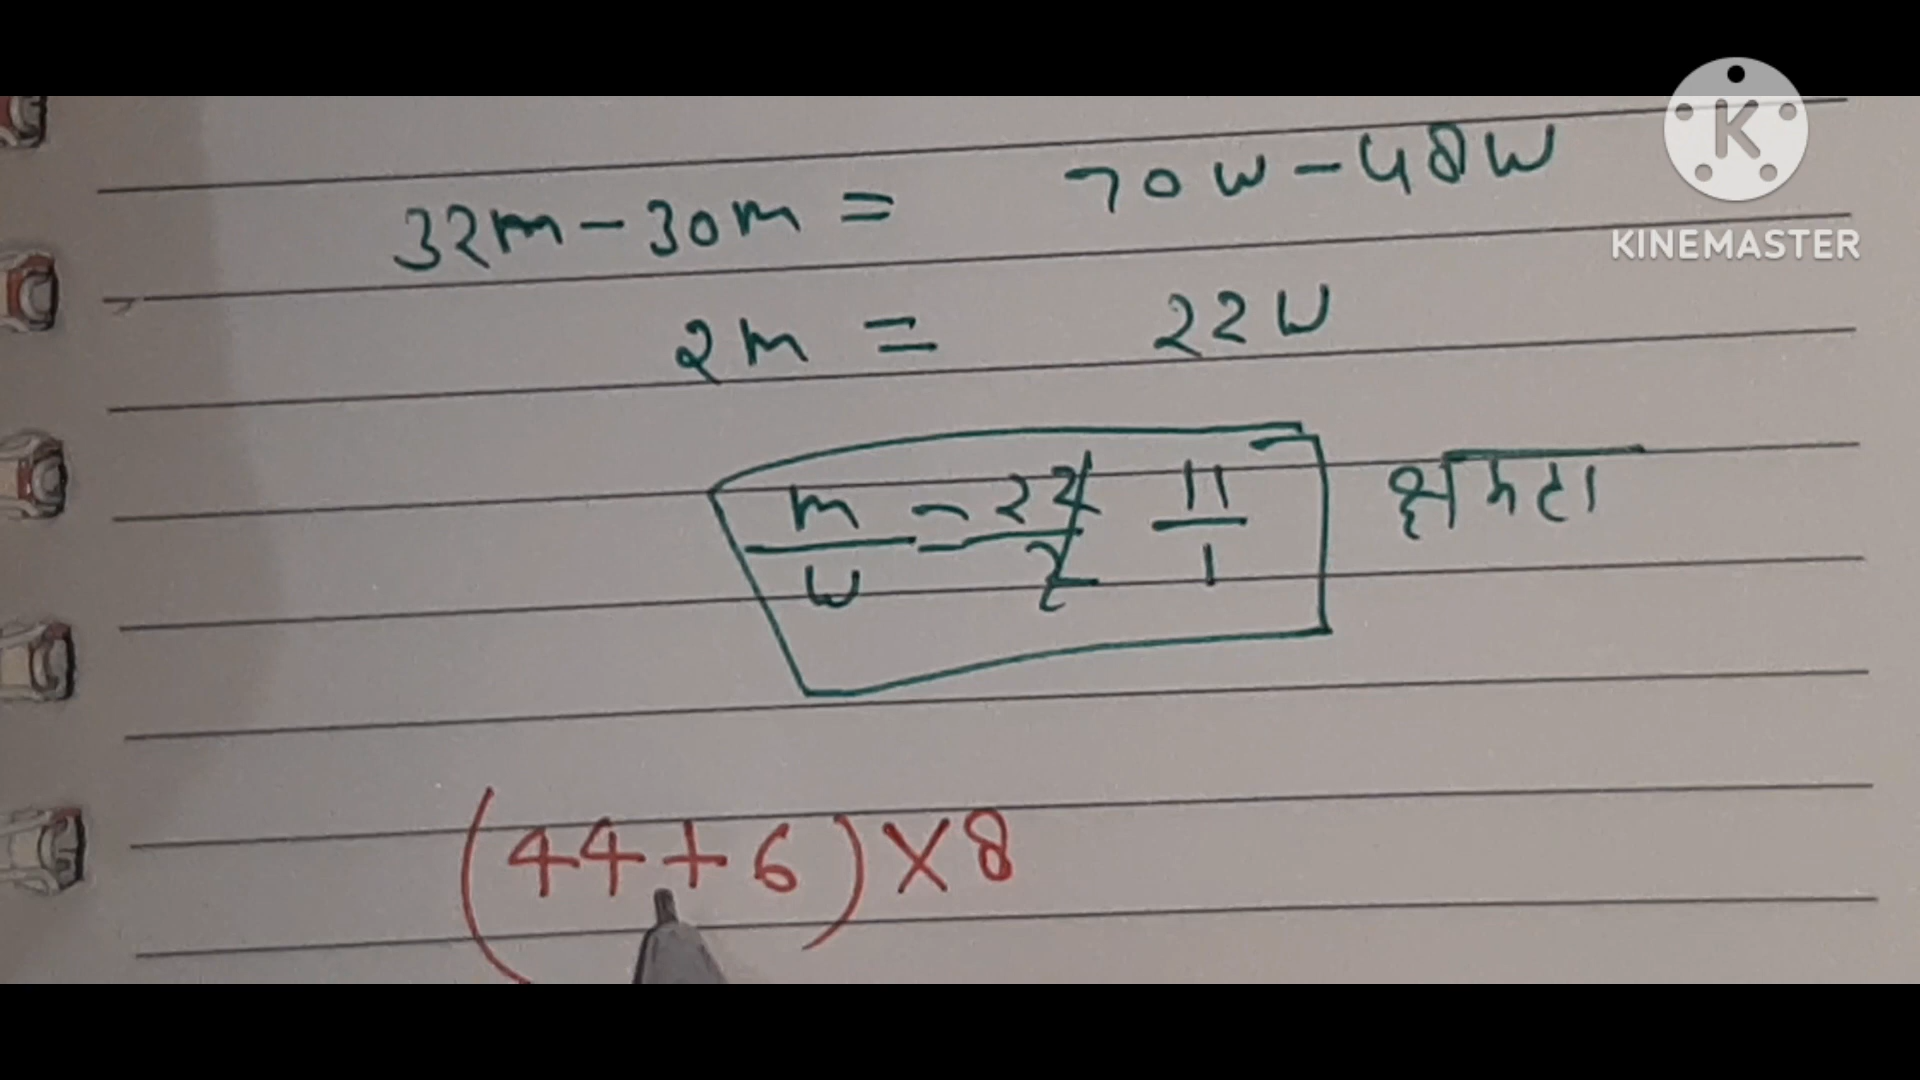 32m - 30m = 70w - 48w
2m = 22w
m/w = 22/2 11/1 क्षमता
(44+6)×8
K
KINEMASTER